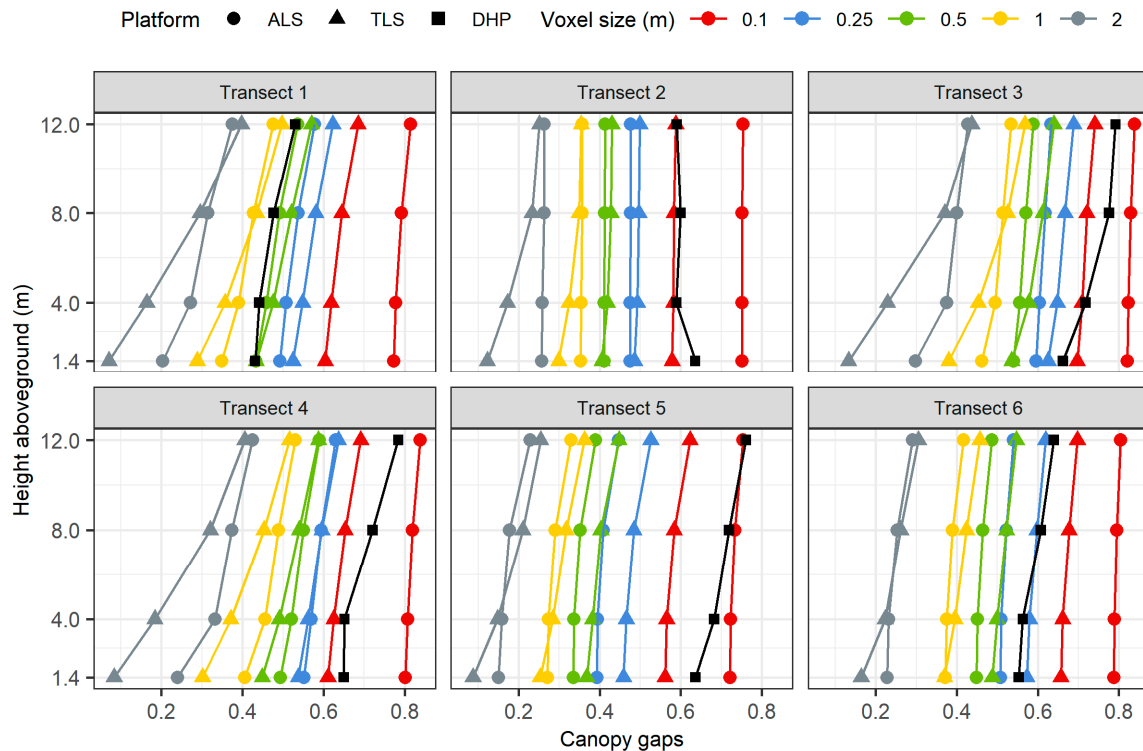 Platform ALS TLS DHP Voxel size (m) 0.1 0.25 0.5 1 2
Transect 1 Transect 2 Transect 3
12.0
8.0
4.0
1.4
Transect 4 Transect 5 Transect 6
12.0
8.0
4.0
1.4
0.2 0.4 0.6 0.8 0.2 0.4 0.6 0.8 0.2 0.4 0.6 0.8
Height aboveground (m)
Canopy gaps